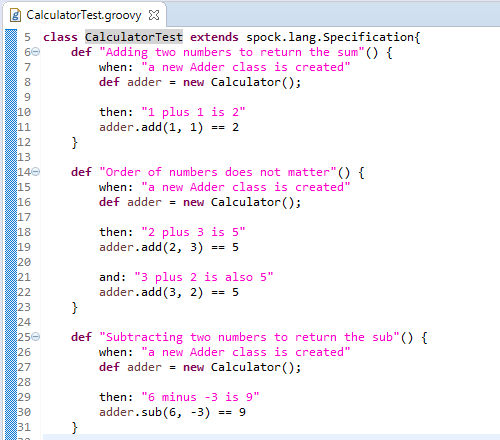 CalculatorTest.groovy
5 class CalculatorTest extends spock.lang.Specification{
6 def "Adding two numbers to return the sum"() {
7 when: "a new Calculator class is created"
8 def adder = new Calculator();
9
10 then: "1 plus 1 is 2"
11 adder.add(1, 1) == 2
12 }
13
14 def "Order of numbers does not matter"() {
15 when: "a new Adder class is created"
16 def adder = new Calculator();
17
18 then: "2 plus 3 is 5"
19 adder.add(2, 3) == 5
20
21 and: "3 plus 2 is also 5"
22 adder.add(3, 2) == 5
23 }
24
25 def "Subtracting two numbers to return the sub"() {
26 when: "a new Adder class is created"
27 def adder = new Calculator();
28
29 then: "6 minus -3 is 9"
30 adder.sub(6, -3) == 9
31 }